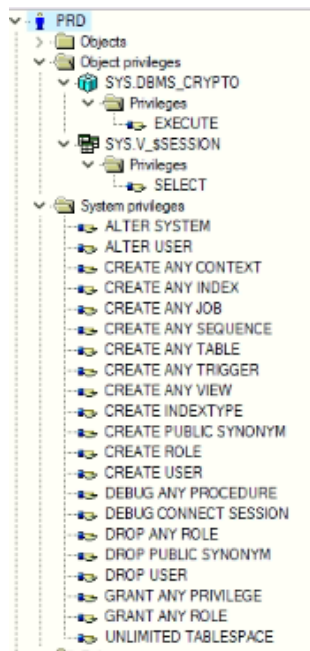 PRD
Objects
Object privileges
SYS.DBMS_CRYPTO
Privileges
EXECUTE
SYS.V_$SESSION
Privileges
SELECT
System privileges
ALTER SYSTEM
ALTER USER
CREATE ANY CONTEXT
CREATE ANY INDEX
CREATE ANY JOB
CREATE ANY SEQUENCE
CREATE ANY TABLE
CREATE ANY TRIGGER
CREATE ANY VIEW
CREATE INDEXTYPE
CREATE PUBLIC SYNONYM
CREATE ROLE
CREATE USER
DEBUG ANY PROCEDURE
DEBUG CONNECT SESSION
DROP ANY ROLE
DROP PUBLIC SYNONYM
DROP USER
GRANT ANY PRIVILEGE
GRANT ANY ROLE
UNLIMITED TABLESPACE